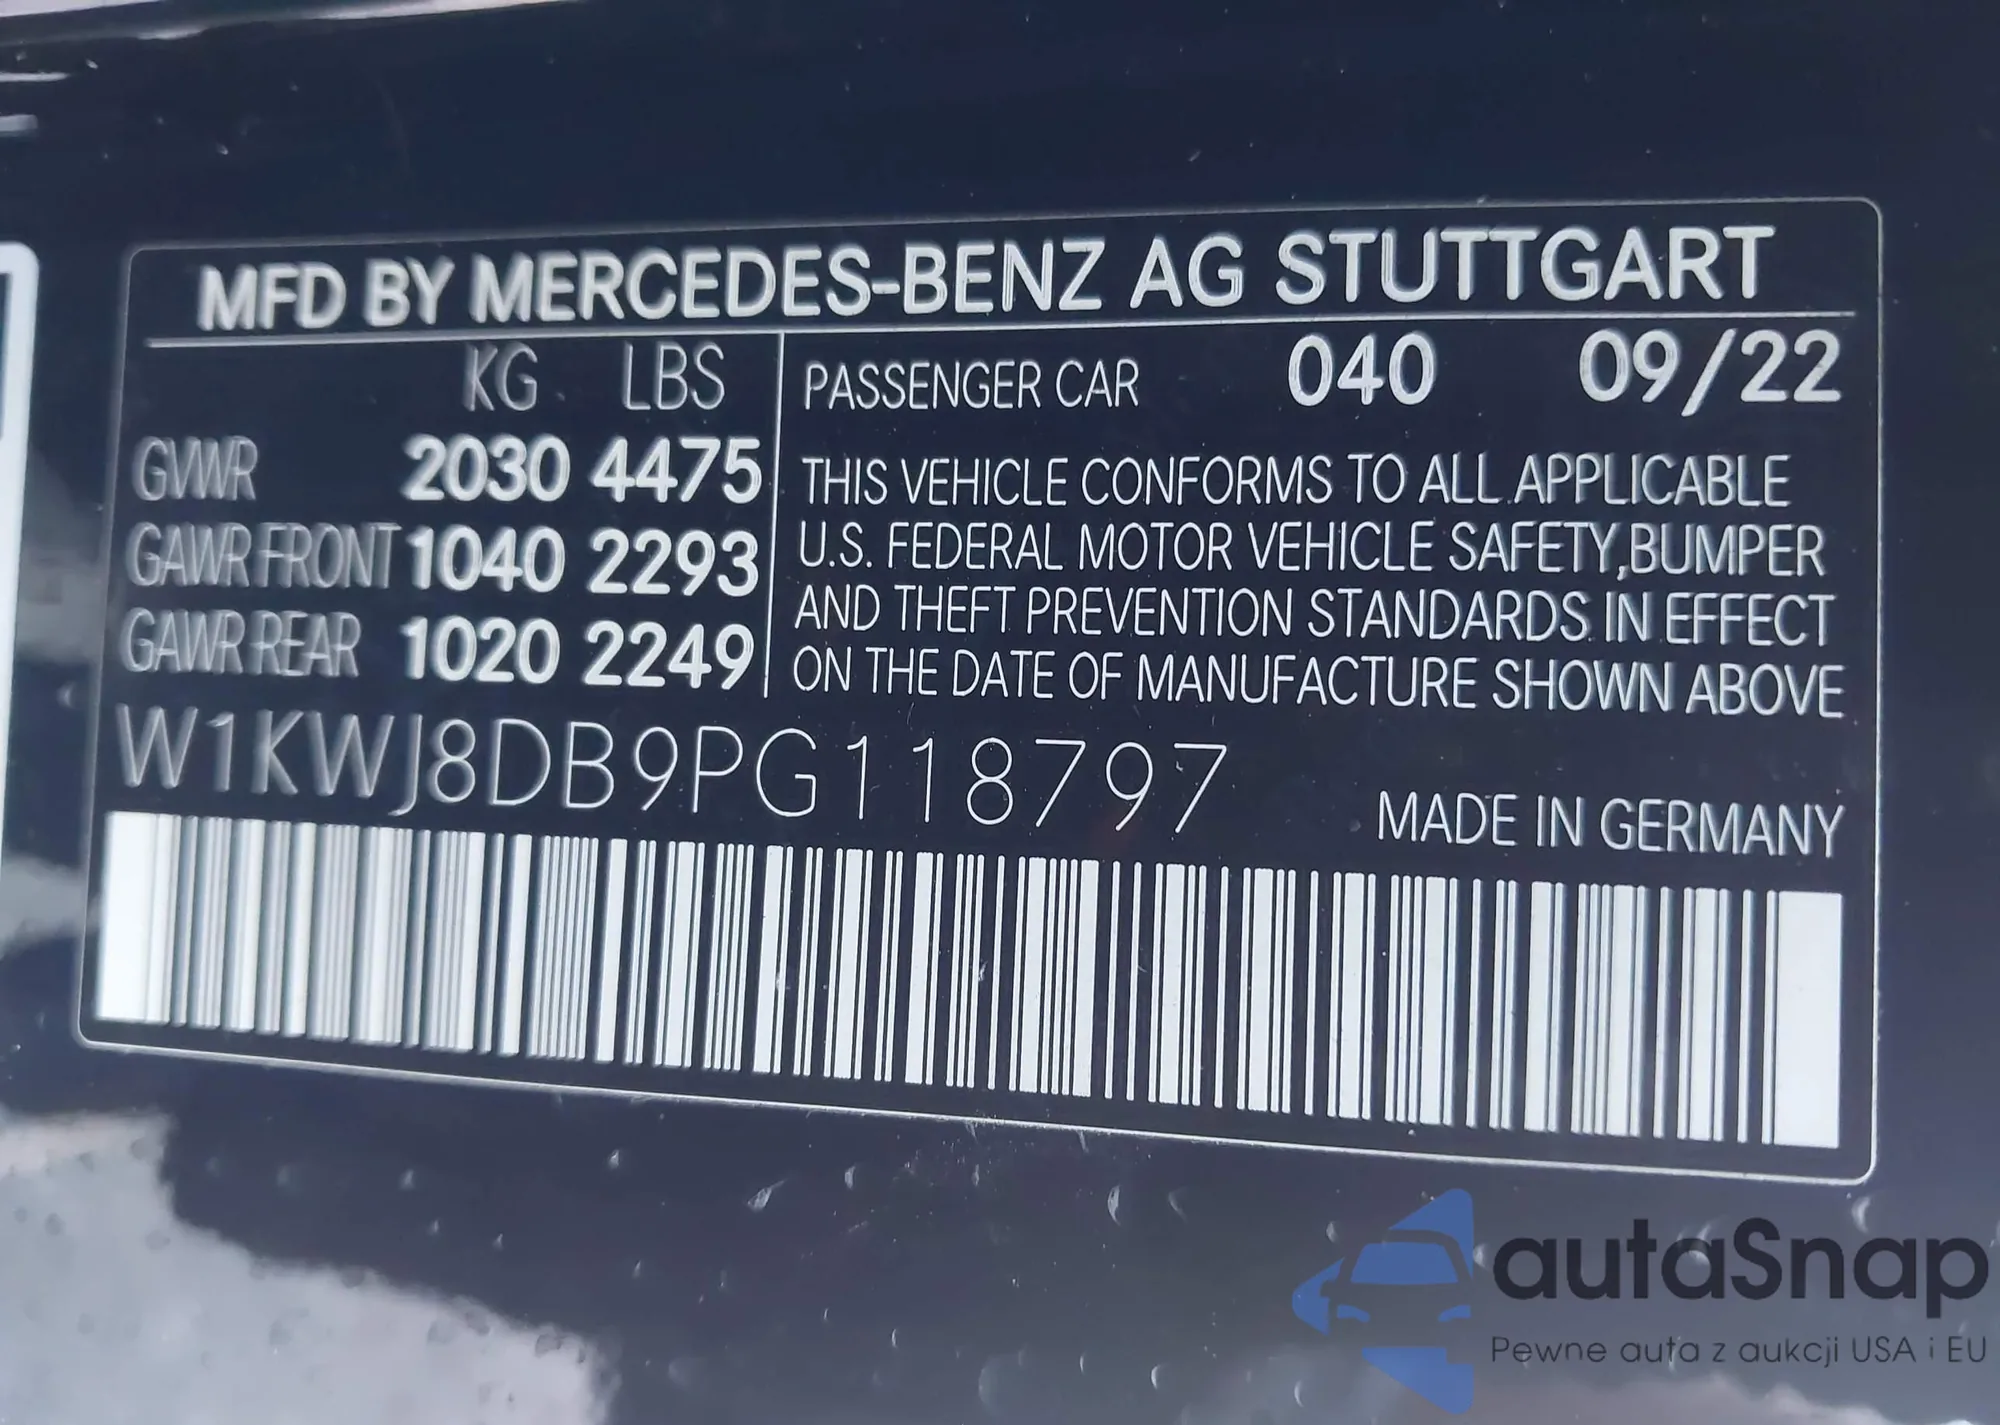 MFD BY MERCEDES-BENZ AG STUTTGART
KG LBS
GVWR 2030 4475
GAWR FRONT 1040 2293
GAWR REAR 1020 2249
PASSENGER CAR 040 09/22
THIS VEHICLE CONFORMS TO ALL APPLICABLE
U.S. FEDERAL MOTOR VEHICLE SAFETY,BUMPER
AND THEFT PREVENTION STANDARDS IN EFFECT
ON THE DATE OF MANUFACTURE SHOWN ABOVE
W1KWJ8DB9PG118797
MADE IN GERMANY
autaSnap
Pewne auta z aukcji USA i EU